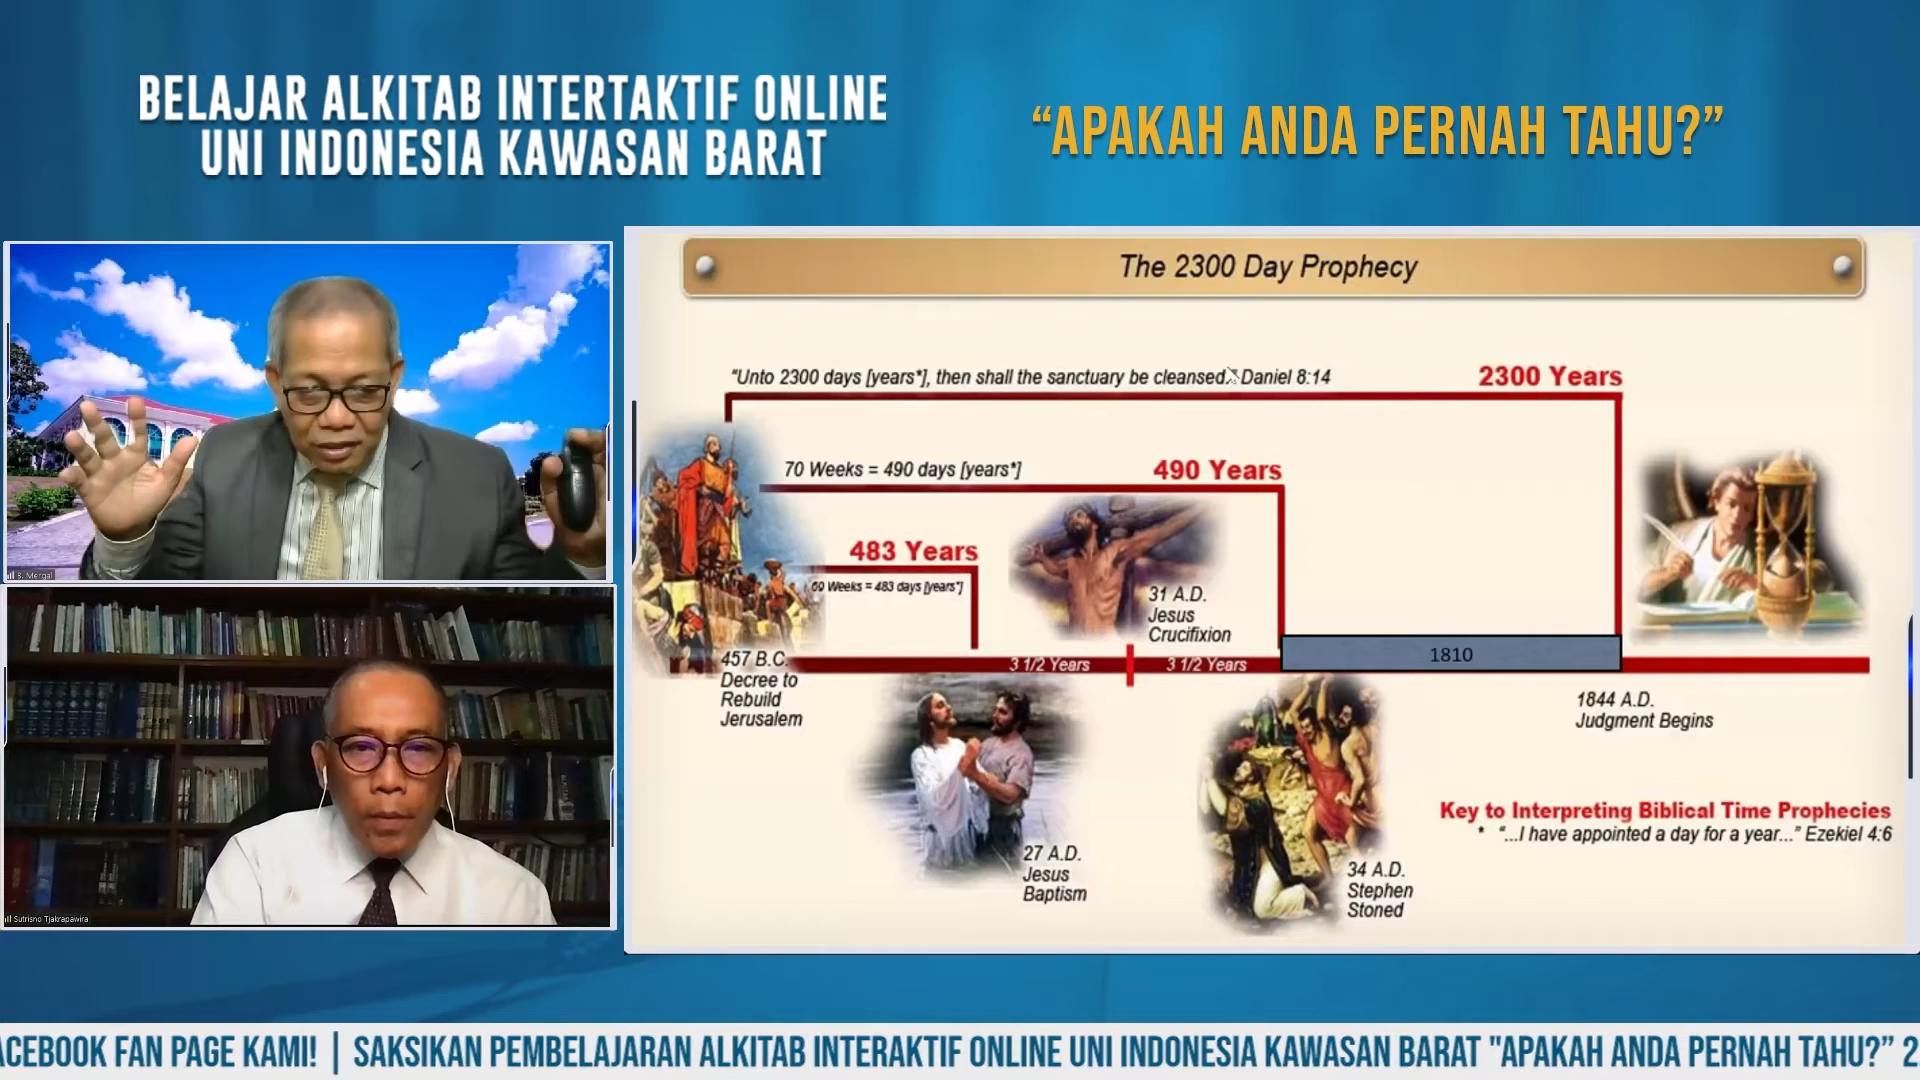 BELAJAR ALKITAB INTERTAKTIF ONLINE
UNI INDONESIA KAWASAN BARAT
“APAKAH ANDA PERNAH TAHU?”
B. Mergal
Sutrisno Tjakrapawira
The 2300 Day Prophecy
“Unto 2300 days [years*], then shall the sanctuary be cleansed.” Daniel 8:14
2300 Years
70 Weeks = 490 days [years*]
490 Years
483 Years
69 Weeks = 483 days [years*]
31 A.D.
Jesus
Crucifixion
457 B.C.
Decree to
Rebuild
Jerusalem
3 1/2 Years
3 1/2 Years
1810
1844 A.D.
Judgment Begins
27 A.D.
Jesus
Baptism
34 A.D.
Stephen
Stoned
Key to Interpreting Biblical Time Prophecies
* “...I have appointed a day for a year...” Ezekiel 4:6
ACEBOOK FAN PAGE KAMI! | SAKSIKAN PEMBELAJARAN ALKITAB INTERAKTIF ONLINE UNI INDONESIA KAWASAN BARAT "APAKAH ANDA PERNAH TAHU?” 2